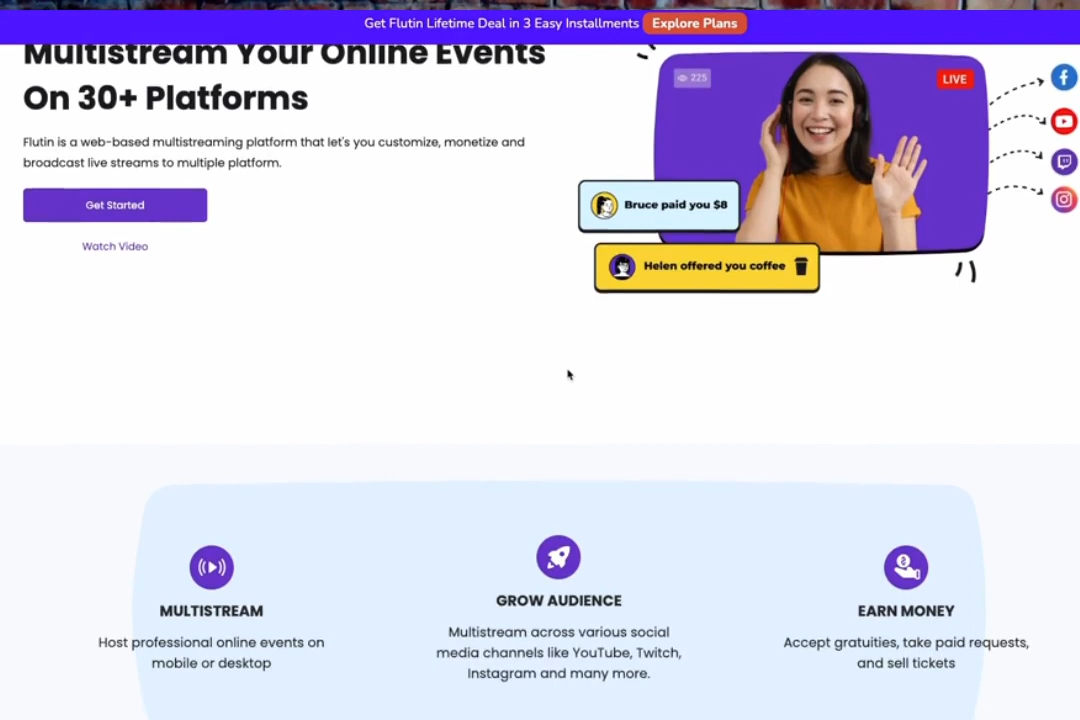 Get Flutin Lifetime Deal in 3 Easy Installments Explore Plans
Multistream Your Online Events
On 30+ Platforms
Flutin is a web-based multistreaming platform that let's you customize, monetize and
broadcast live streams to multiple platform.
Get Started
Watch Video
225
LIVE
Bruce paid you $8
Helen offered you coffee
MULTISTREAM
Host professional online events on
mobile or desktop
GROW AUDIENCE
Multistream across various social
media channels like YouTube, Twitch,
Instagram and many more.
EARN MONEY
Accept gratuities, take paid requests,
and sell tickets